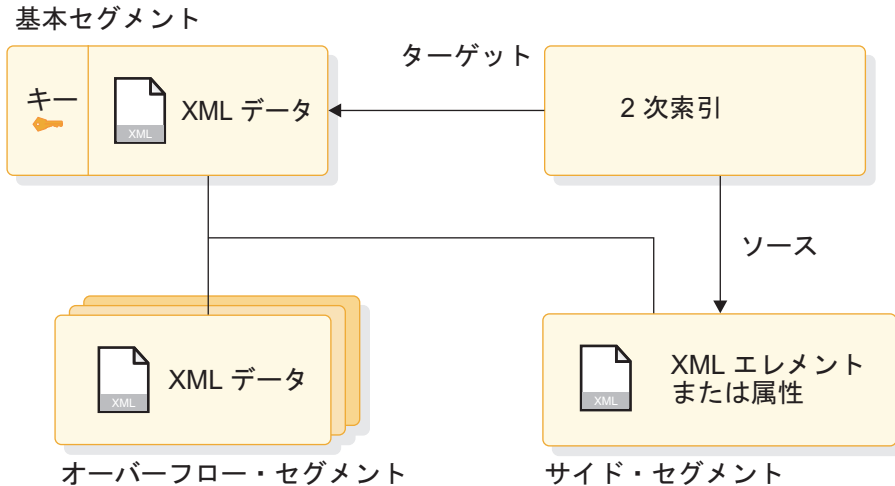 基本セグメント
ターゲット
キー
XML
XML データ
2 次索引
ソース
XML
XML データ
XML
XML エレメント
または属性
オーバーフロー・セグメント
サイド・セグメント